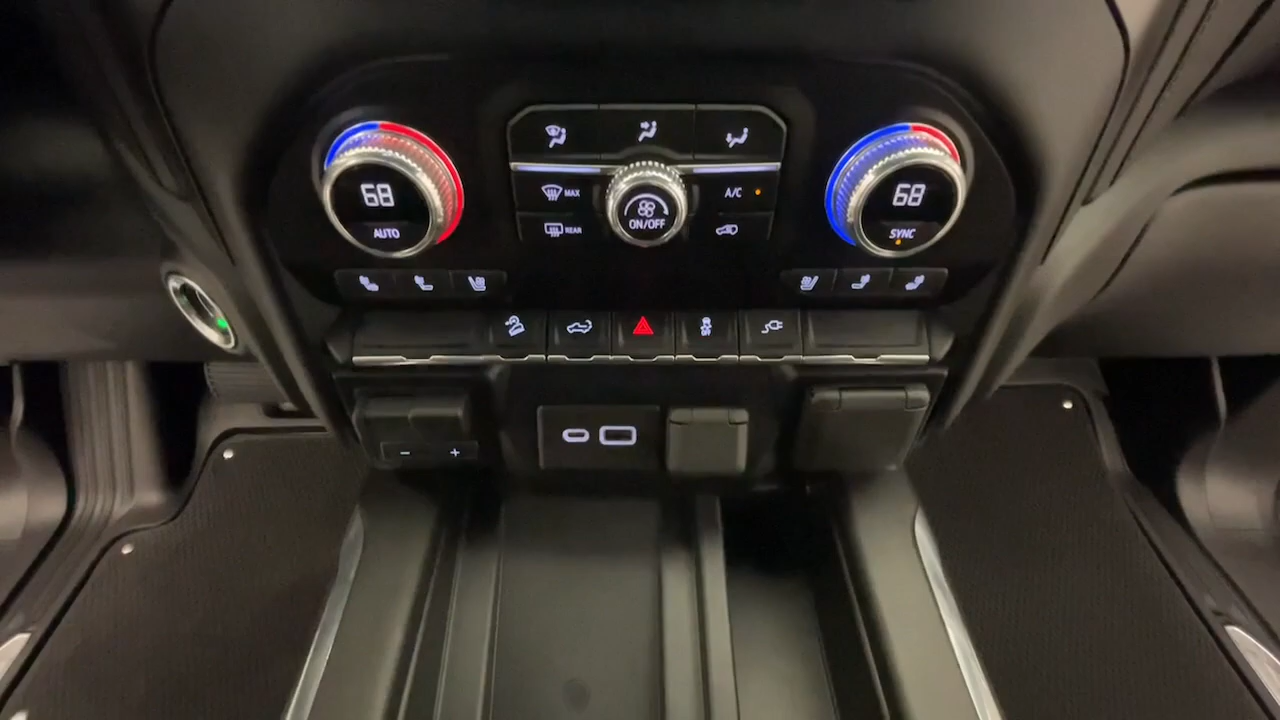 68
AUTO
MAX
REAR
ON/OFF
A/C
68
SYNC
OFF
- +